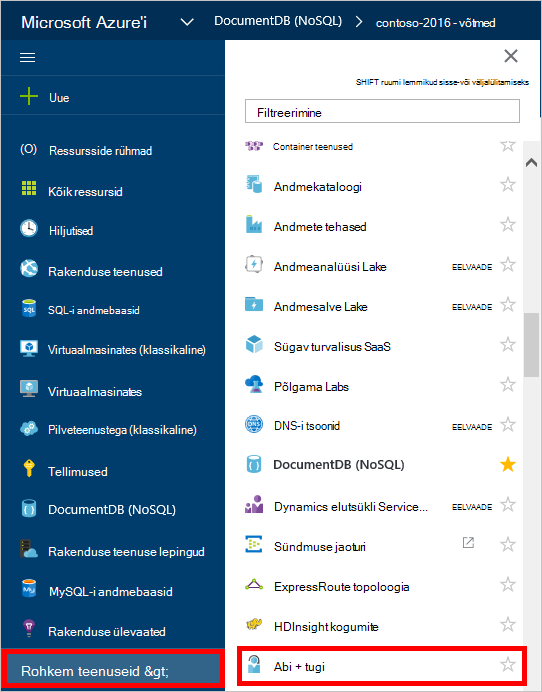 Microsoft Azure'i
DocumentDB (NoSQL)
contoso-2016 - võtmed
Uue
Ressursside rühmad
Kõik ressursid
Hiljutised
Rakenduse teenused
SQL-i andmebaasid
Virtuaalmasinates (klassikaline)
Virtuaalmasinates
Pilveteenustega (klassikaline)
Tellimused
DocumentDB (NoSQL)
Rakenduse teenuse lepingud
MySQL-i andmebaasid
Rakenduse ülevaated
Rohkem teenuseid &gt;
SHIFT ruumi lemmikud sisse-või väljalülitamiseks
Filtreerimine
Container teenused
Andmekataloogi
Andmete tehased
Andmeanalüüsi Lake EELVAADE
Andmesalve Lake EELVAADE
Sügav turvalisus SaaS
Põlgama Labs
DNS-i tsoonid EELVAADE
DocumentDB (NoSQL)
Dynamics elutsükli Service... EELVAADE
Sündmuse jaoturi
ExpressRoute topoloogia
HDInsight kogumite
Abi + tugi